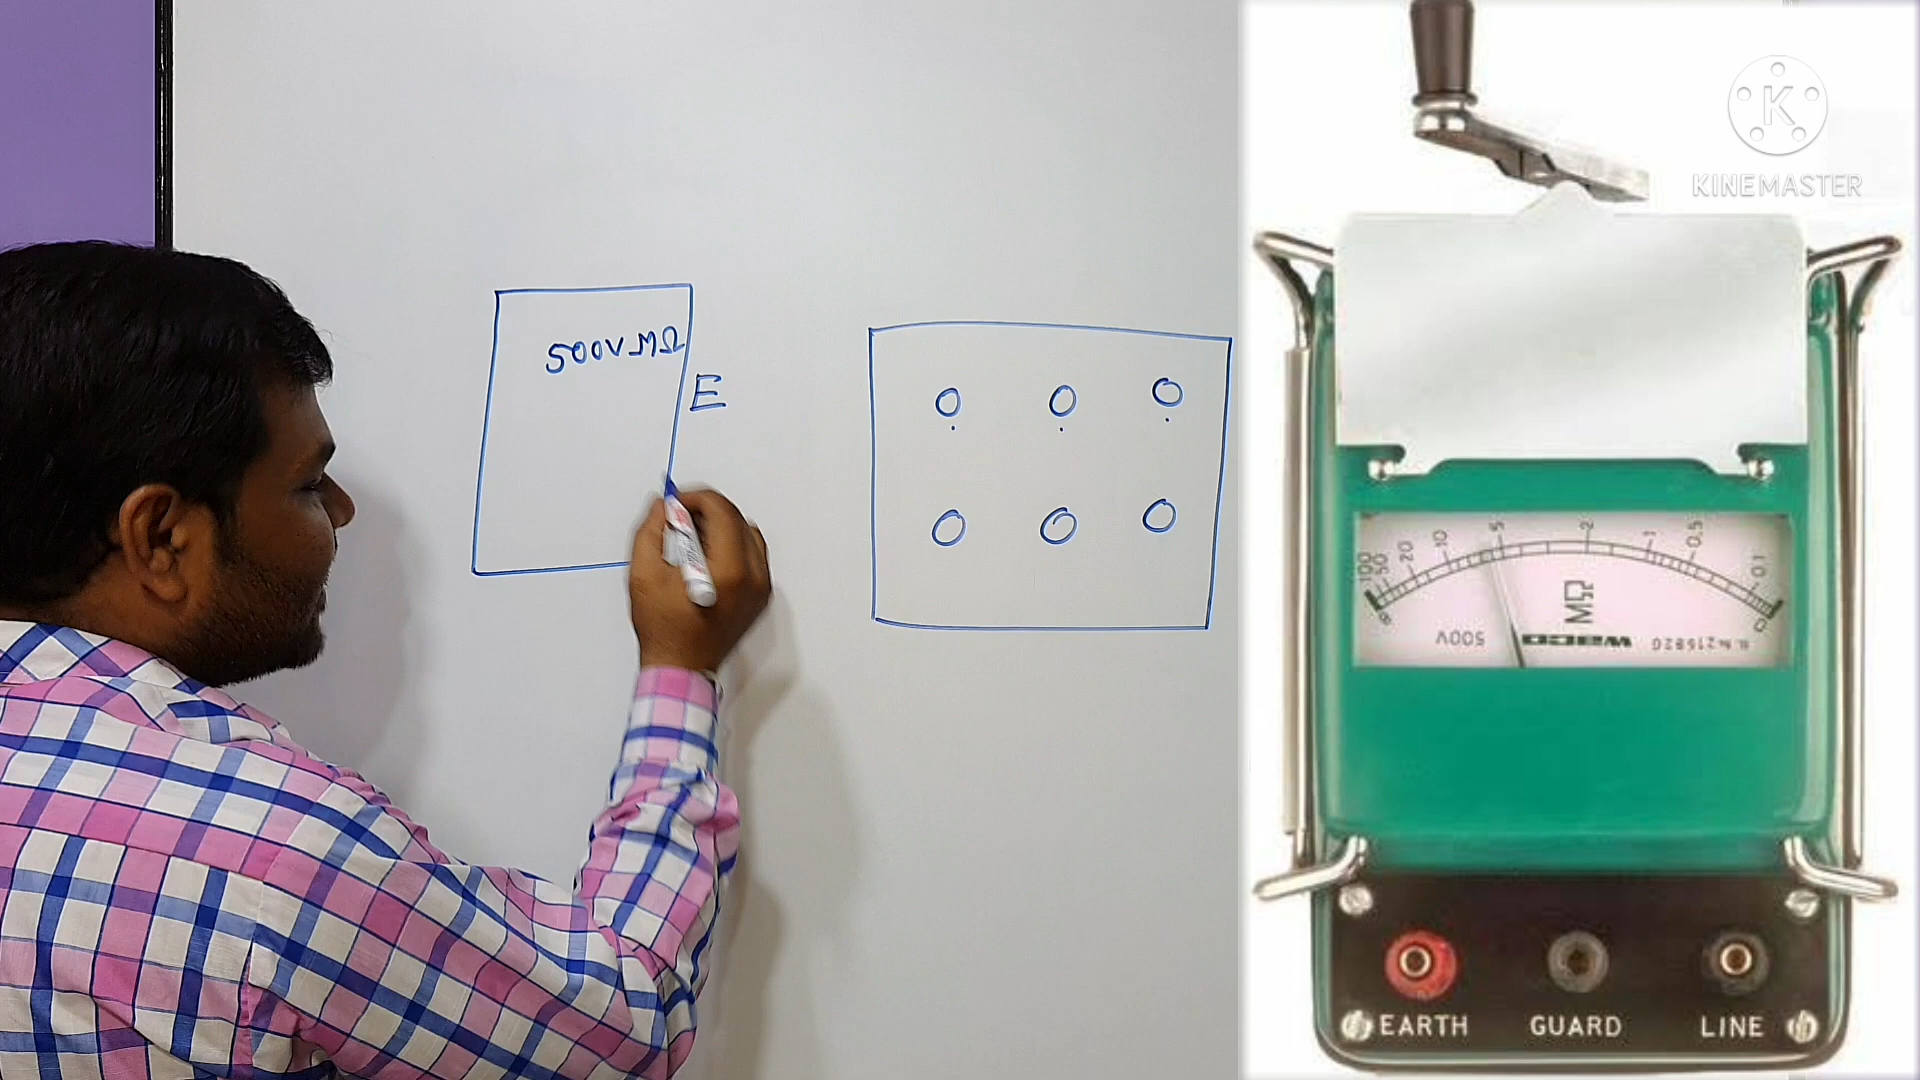 500V MΩ
E
KINEMASTER
100 50 20 10 5 2 1 0.5 0.1 0
∞
MΩ
500V
WACO
EARTH GUARD LINE